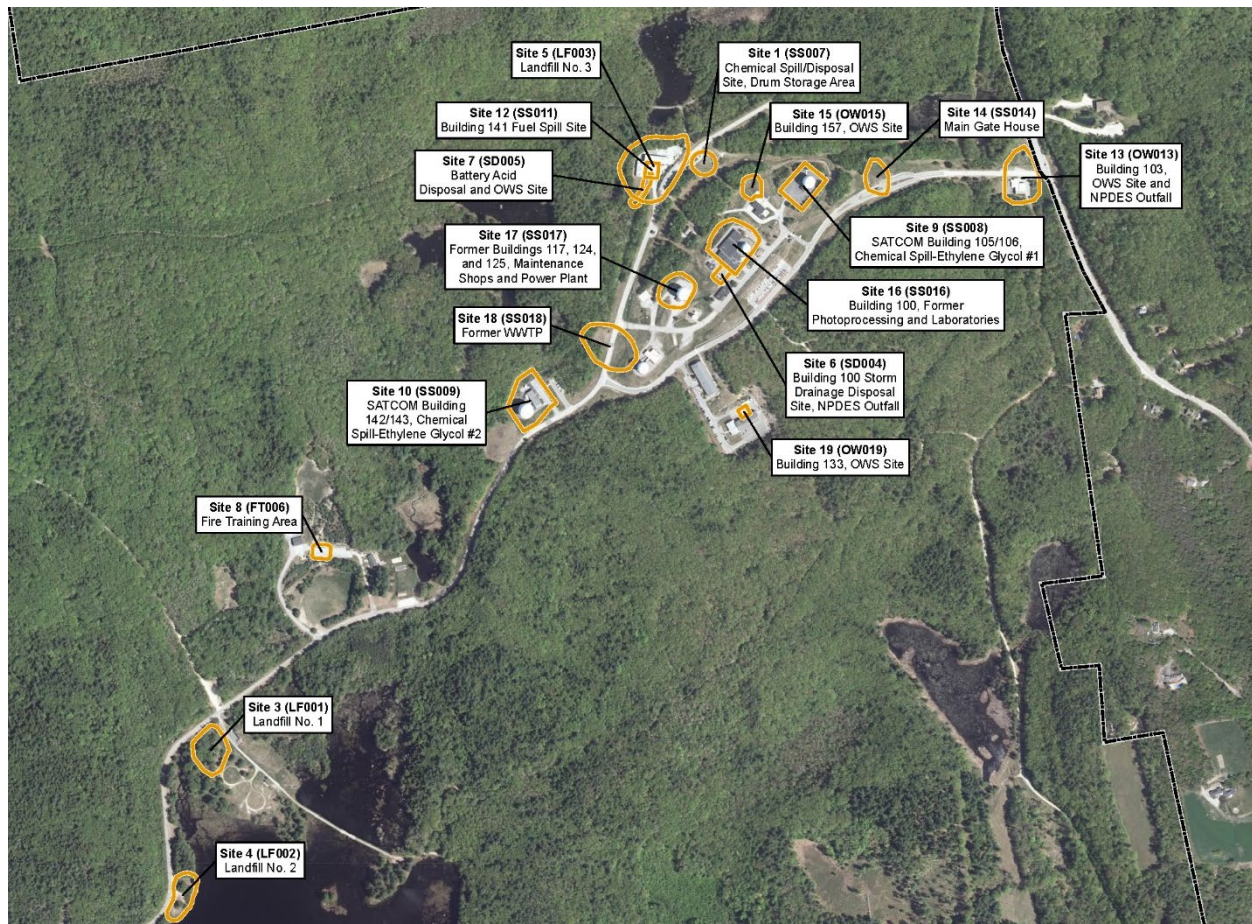 Site 5 (LF003)
Landfill No. 3
Site 1 (SS007)
Chemical Spill/Disposal
Site, Drum Storage Area
Site 12 (SS011)
Building 141 Fuel Spill Site
Site 15 (OW015)
Building 157, OWS Site
Site 14 (SS014)
Main Gate House
Site 7 (SD005)
Battery Acid
Disposal and OWS Site
Site 13 (OW013)
Building 103,
OWS Site and
NPDES Outfall
Site 17 (SS017)
Former Buildings 117, 124,
and 125, Maintenance
Shops and Power Plant
Site 9 (SS008)
SATCOM Building 105/106,
Chemical Spill-Ethylene Glycol #1
Site 16 (SS016)
Building 100, Former
Photoprocessing and Laboratories
Site 18 (SS018)
Former WWTP
Site 6 (SD004)
Building 100 Storm
Drainage Disposal
Site, NPDES Outfall
Site 10 (SS009)
SATCOM Building
142/143, Chemical
Spill-Ethylene Glycol #2
Site 19 (OW019)
Building 133, OWS Site
Site 8 (FT006)
Fire Training Area
Site 3 (LF001)
Landfill No. 1
Site 4 (LF002)
Landfill No. 2